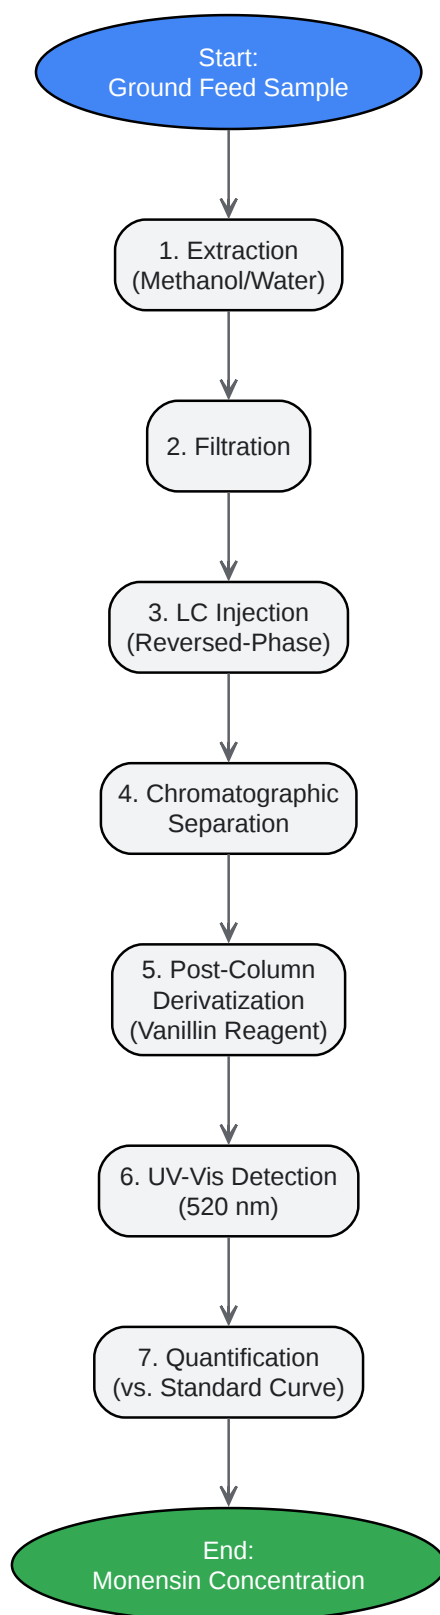 Start:
Ground Feed Sample
1. Extraction
(Methanol/Water)
2. Filtration
3. LC Injection
(Reversed-Phase)
4. Chromatographic
Separation
5. Post-Column
Derivatization
(Vanillin Reagent)
6. UV-Vis Detection
(520 nm)
7. Quantification
(vs. Standard Curve)
End:
Monensin Concentration